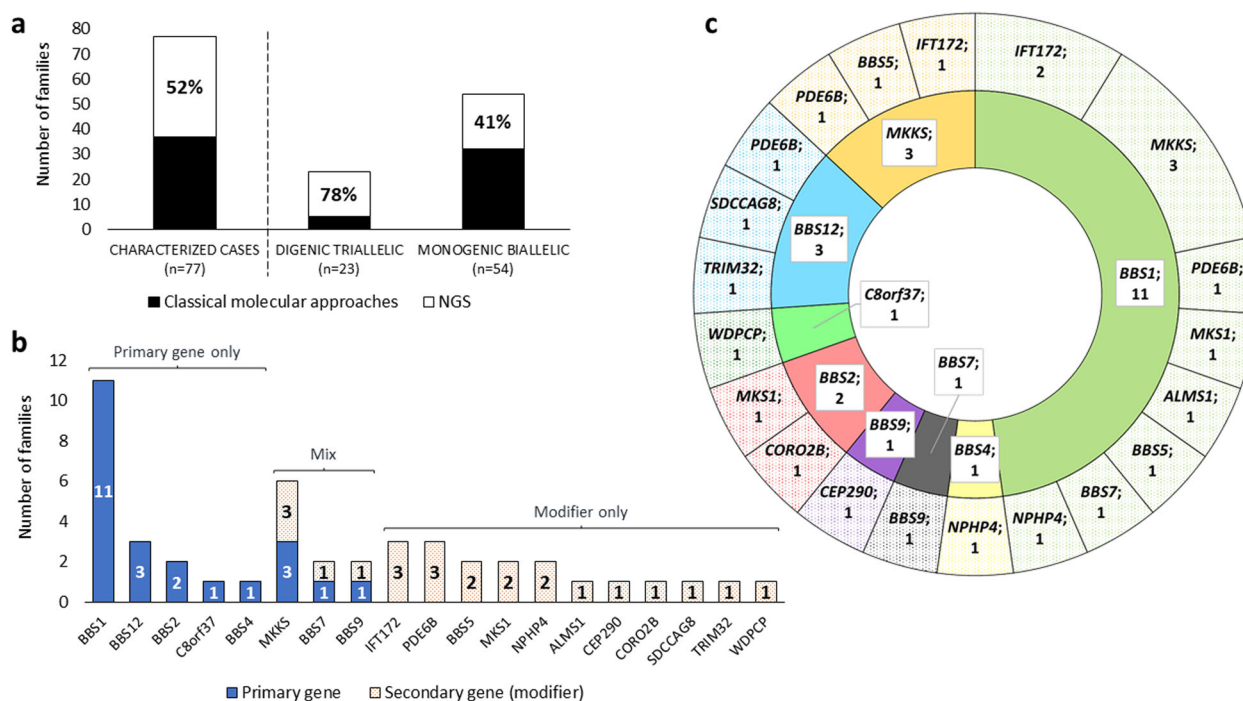 a
Number of families
80
70
60
50
40
30
20
10
0
52%
78%
41%
CHARACTERIZED CASES
(n=77)
DIGENIC TRIALLELIC
(n=23)
MONOGENIC BIALLELIC
(n=54)
Classical molecular approaches
NGS
b
Number of families
12
10
8
6
4
2
0
Primary gene only
Mix
Modifier only
11
3
2
1
1
3
3
1
1
1
1
3
3
2
2
2
1
1
1
1
1
1
BBS1
BBS12
BBS2
C8orf37
BBS4
MKKS
BBS7
BBS9
IFT172
PDE6B
BBS5
MKS1
NPHP4
ALMS1
CEP290
CORO2B
SDCCAG8
TRIM32
WDPCP
Primary gene
Secondary gene (modifier)
c
IFT172;
2
MKKS;
3
PDE6B;
1
MKS1;
1
ALMS1;
1
BBS5;
1
BBS7;
1
NPHP4;
1
NPHP4;
1
BBS9;
1
CEP290;
1
CORO2B;
1
MKS1;
1
WDPCP;
1
TRIM32;
1
SDCCAG8;
1
PDE6B;
1
PDE6B;
1
BBS5;
1
IFT172;
1
BBS1;
11
BBS4;
1
BBS7;
1
BBS9;
1
BBS2;
2
C8orf37;
1
BBS12;
3
MKKS;
3